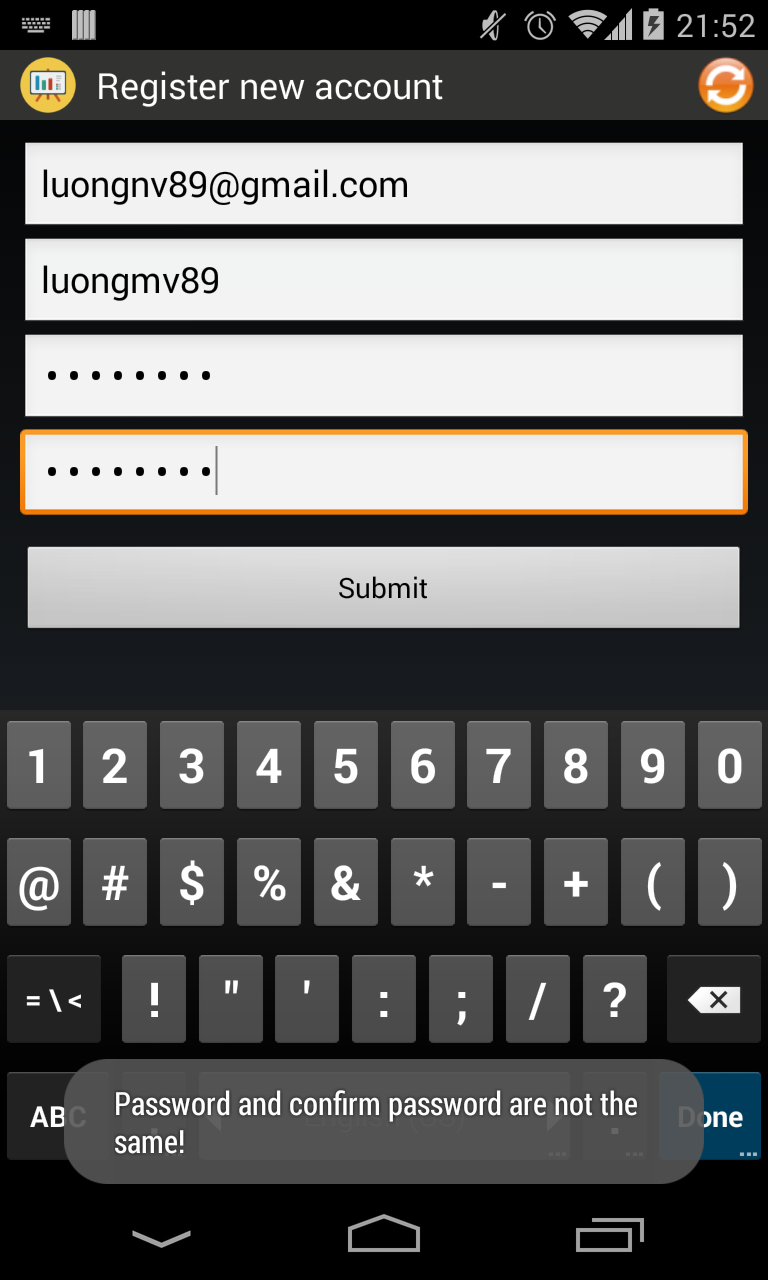 21:52
Register new account
luongnv89@gmail.com
luongmv89
••••••••
••••••••
Submit
1 2 3 4 5 6 7 8 9 0
@ # $ % & * - + ( )
= \ < ! " ' : ; / ?
ABC Done
Password and confirm password are not the
same!